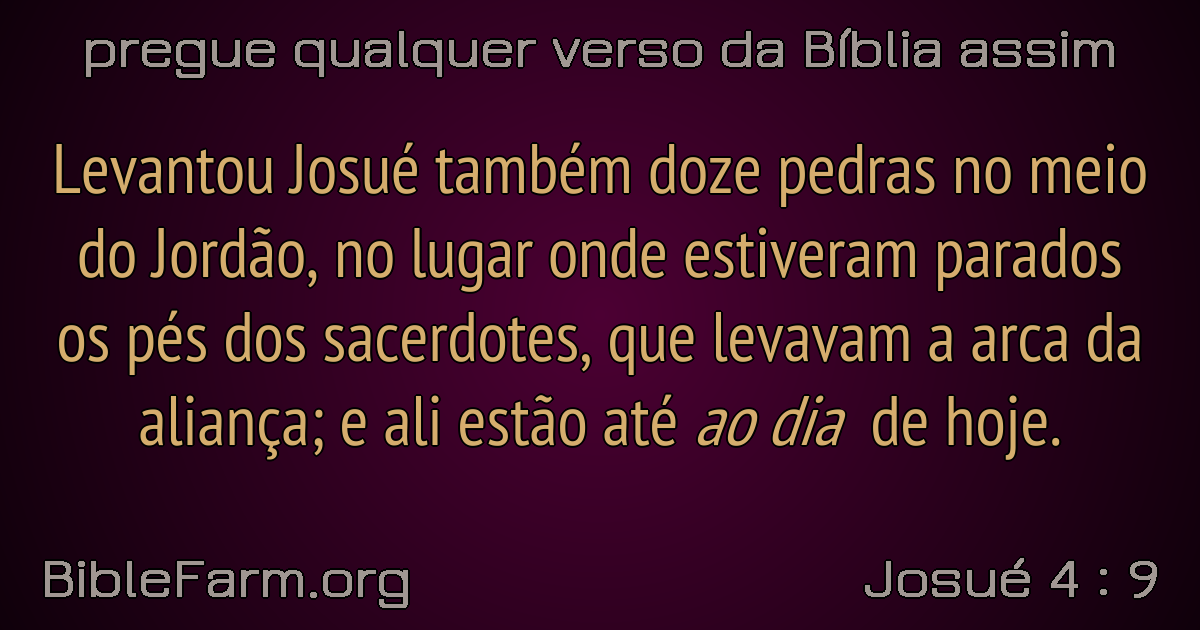 pregue qualquer verso da Bíblia assim
Levantou Josué também doze pedras no meio
do Jordão, no lugar onde estiveram parados
os pés dos sacerdotes, que levavam a arca da
aliança; e ali estão até ao dia de hoje.
BibleFarm.org
Josué 4 : 9